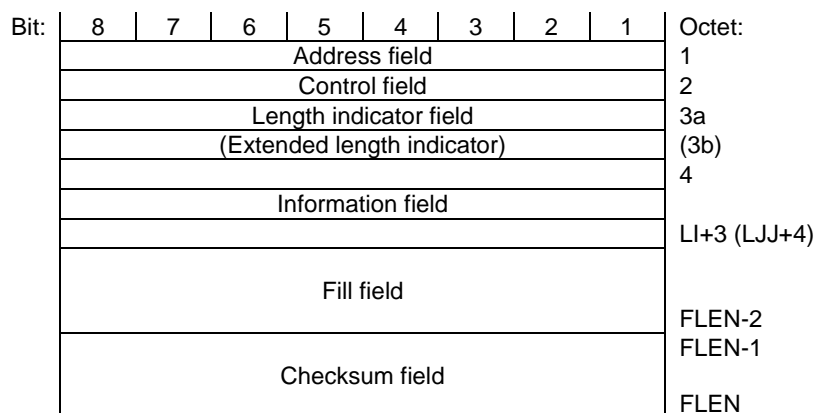 Bit: 8 7 6 5 4 3 2 1 Octet:
Address field 1
Control field 2
Length indicator field 3a
(Extended length indicator) (3b)
4
Information field
LI+3 (LJJ+4)
Fill field
FLEN-2
FLEN-1
Checksum field
FLEN